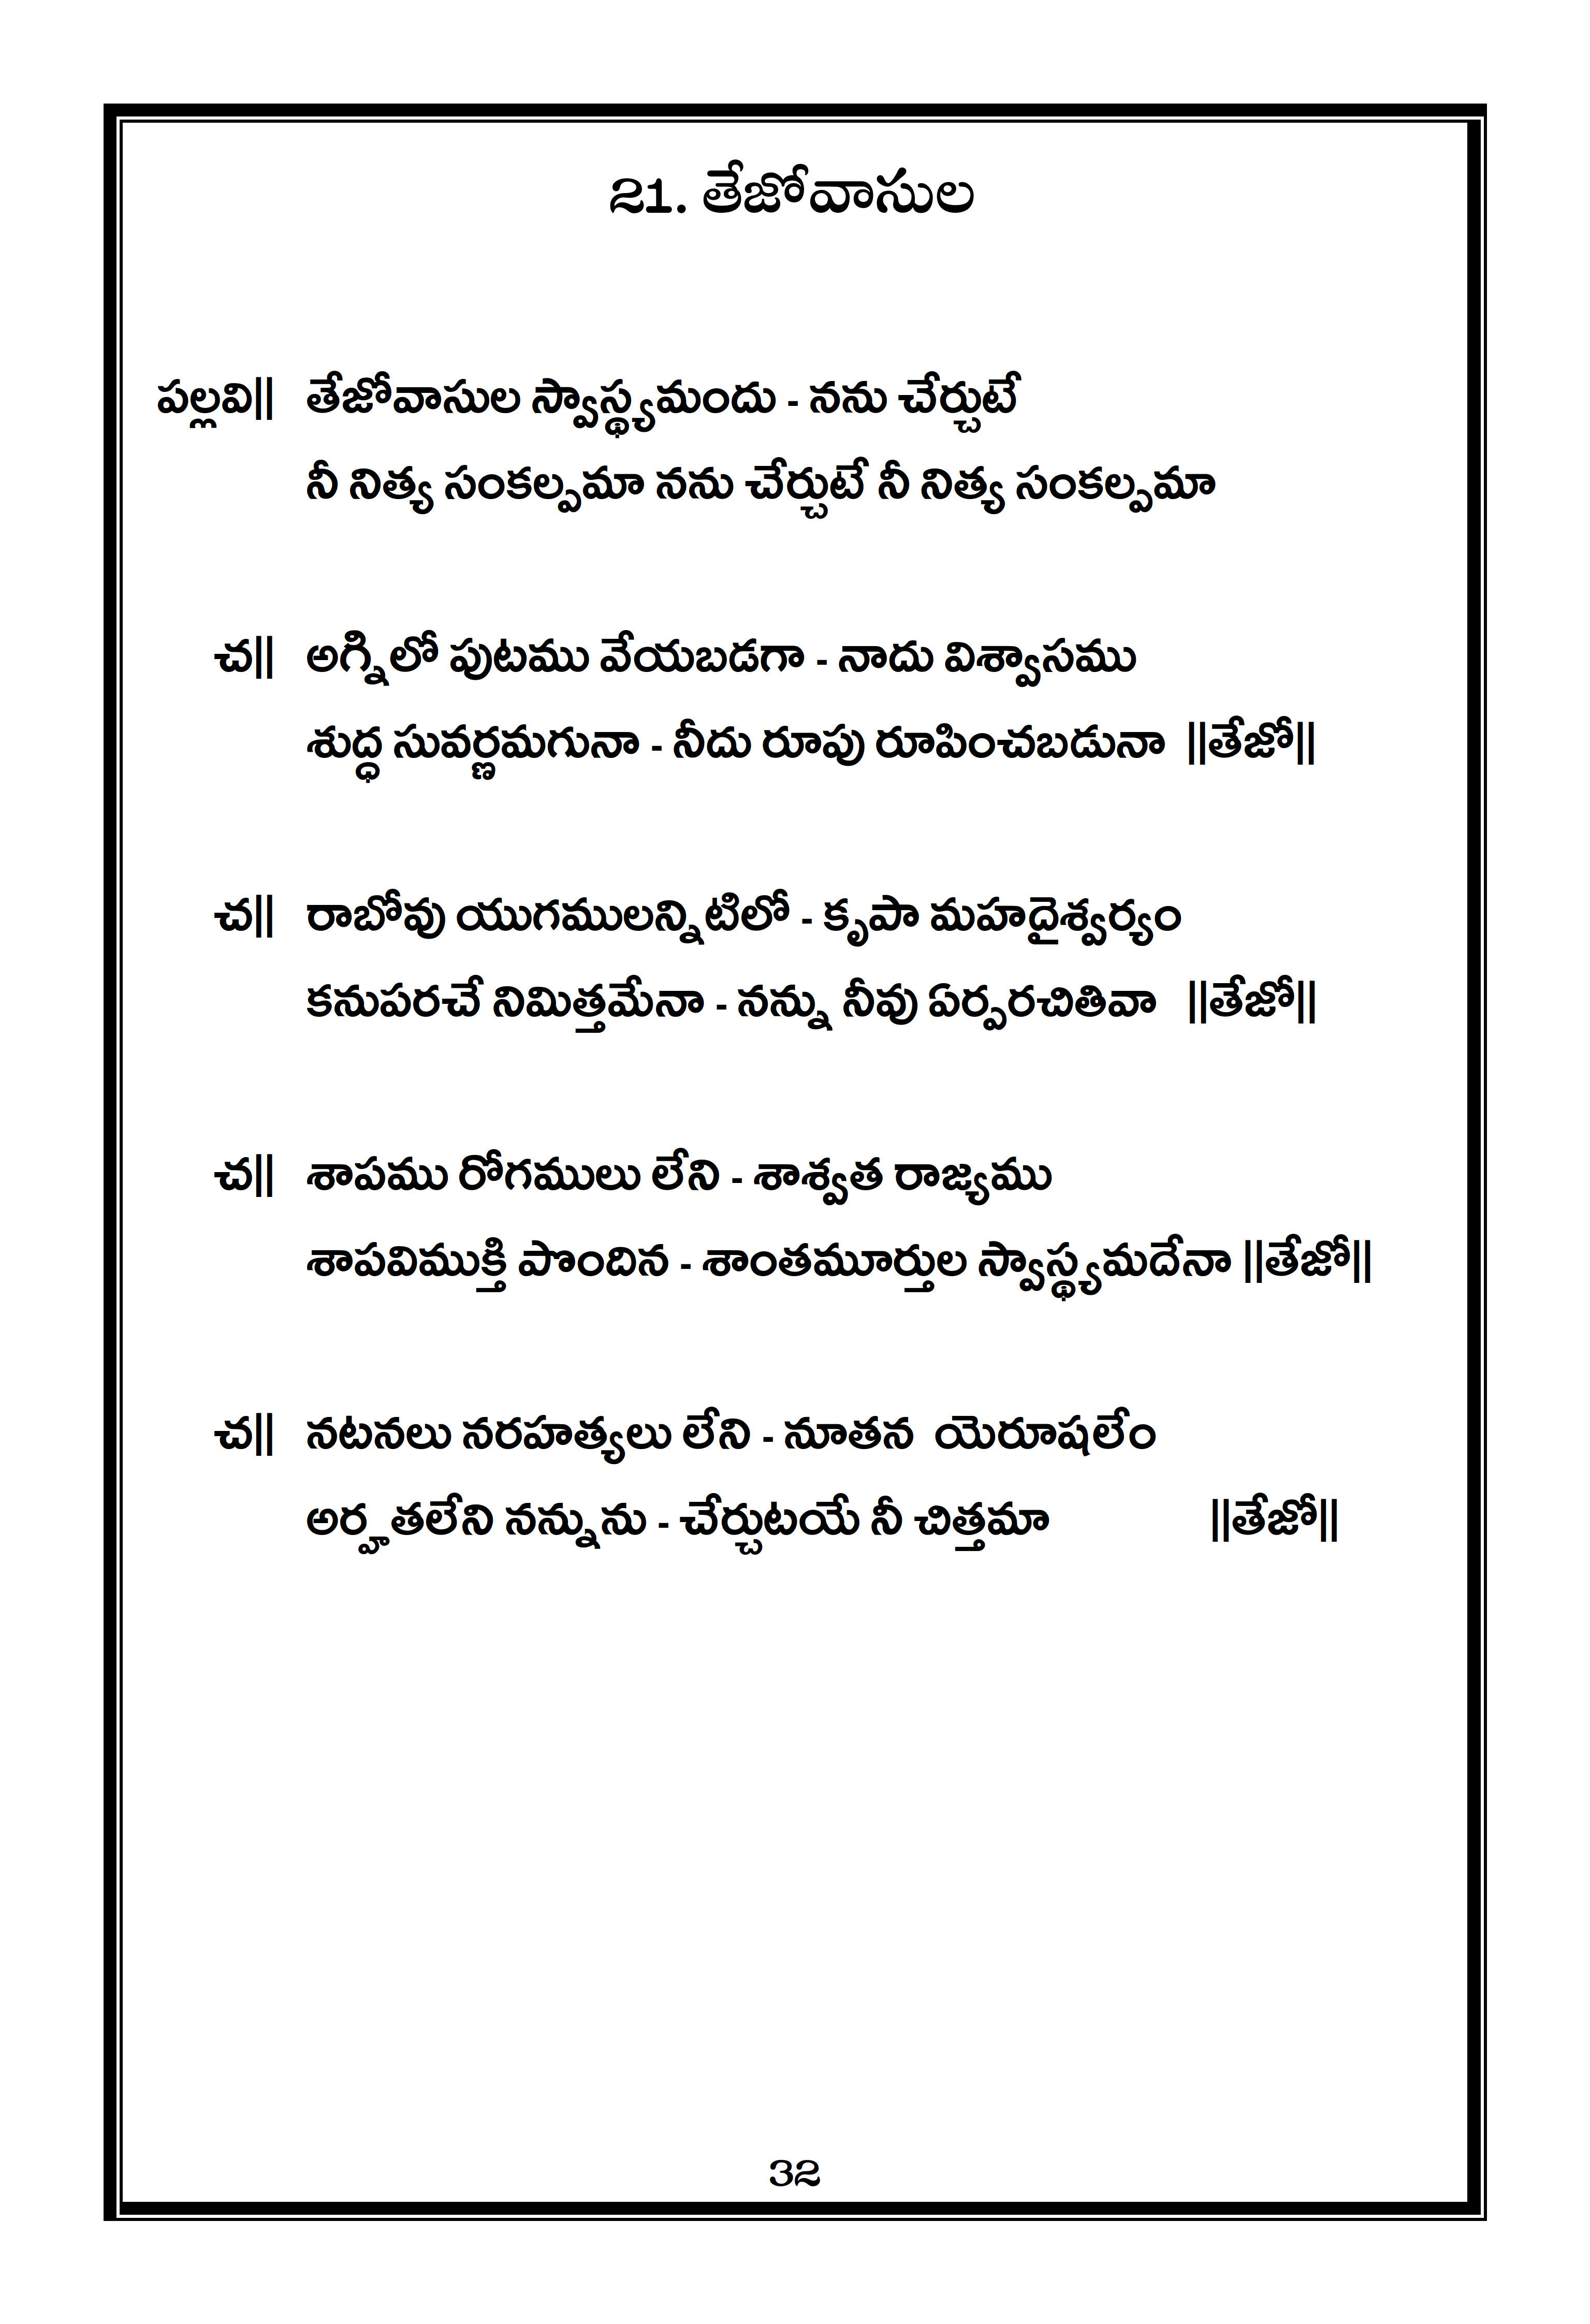 21. తేజోవాసుల
పల్లవి|| తేజోవాసుల స్వాస్థ్యమందు - నను చేర్చుటే
నీ నిత్య సంకల్పమా నను చేర్చుటే నీ నిత్య సంకల్పమా
చ|| అగ్నిలో పుటము వేయబడగా - నాదు విశ్వాసము
శుద్ధ సువర్ణమగునా - నీదు రూపు రూపించబడునా ||తేజో||
చ|| రాబోవు యుగములన్నిటిలో - కృపా మహదైశ్వర్యం
కనుపరచే నిమిత్తమేనా - నన్ను నీవు ఏర్పరచితివా ||తేజో||
చ|| శాపము రోగములు లేని - శాశ్వత రాజ్యము
శాపవిముక్తి పొందిన - శాంతమూర్తుల స్వాస్థ్యమదేనా ||తేజో||
చ|| నటనలు నరహత్యలు లేని - నూతన యెరూషలేం
అర్హతలేని నన్నును - చేర్చుటయే నీ చిత్తమా ||తేజో||
32